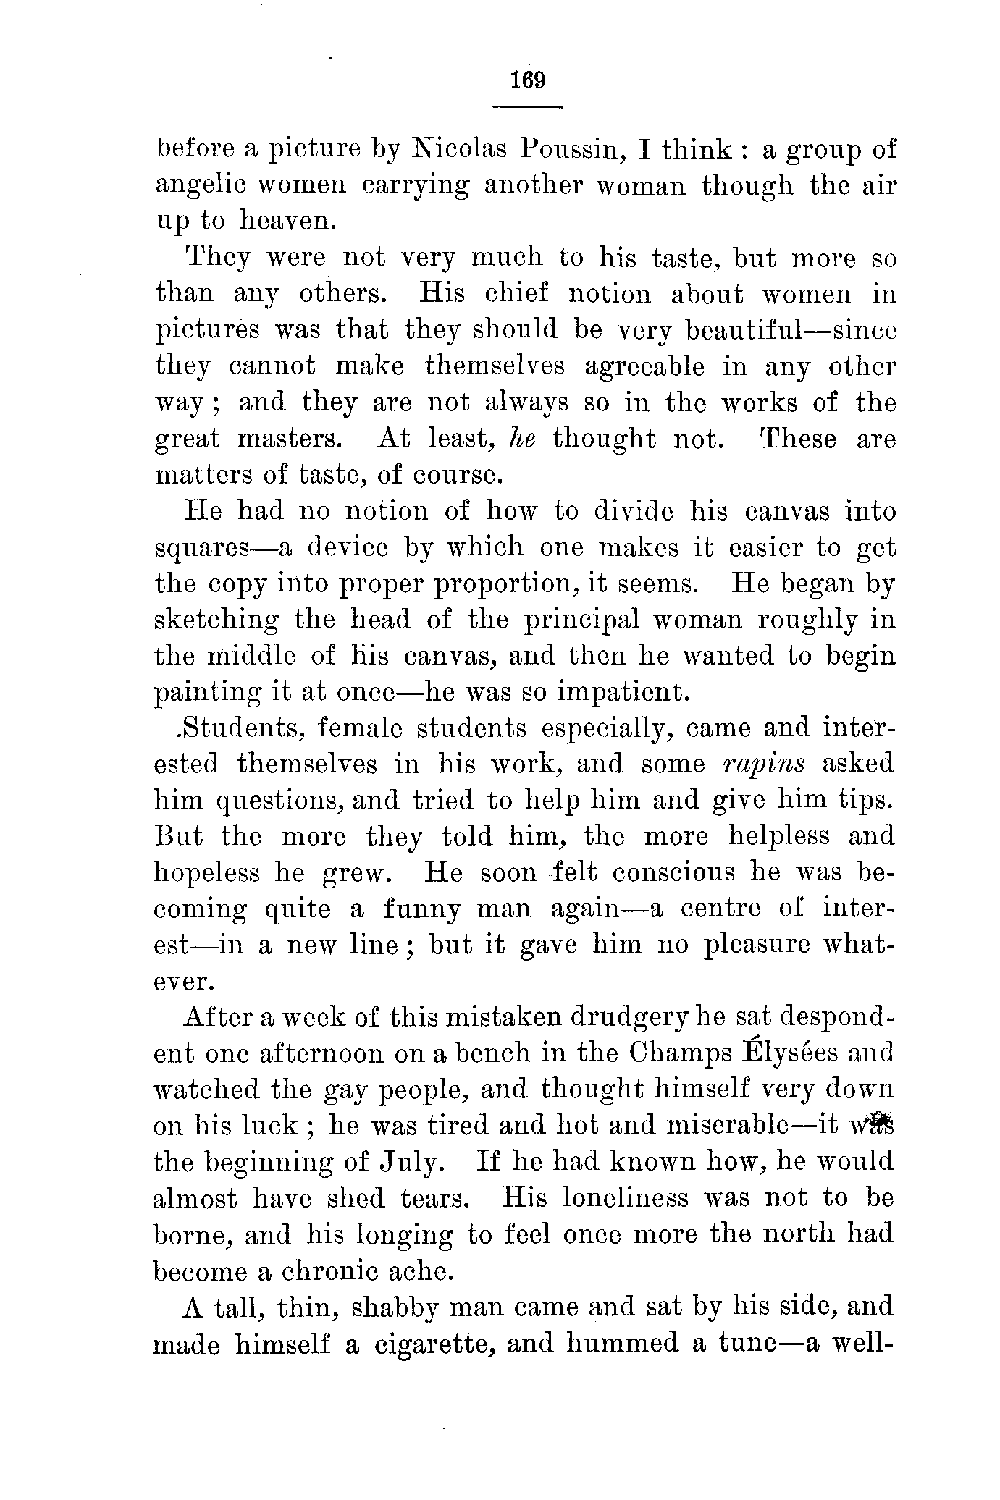 169
before a picture by Nicolas Poussin, I think : a group of
angelic women carrying another woman though the air
up to heaven.
They were not very much to his taste, but more so
than any others. His chief notion about women in
pictures was that they should be very beautiful—since
they cannot make themselves agreeable in any other
way ; and they are not always so in the works of the
great masters. At least, he thought not. These are
matters of taste, of course.
He had no notion of how to divide his canvas into
squares—a device by which one makes it easier to get
the copy into proper proportion, it seems. He began by
sketching the head of the principal woman roughly in
the middle of his canvas, and then he wanted to begin
painting it at once—he was so impatient.
Students, female students especially, came and inter-
ested themselves in his work, and some rapins asked
him questions, and tried to help him and give him tips.
But the more they told him, the more helpless and
hopeless he grew. He soon felt conscious he was be-
coming quite a funny man again—a centre of inter-
est—in a new line ; but it gave him no pleasure what-
ever.
After a week of this mistaken drudgery he sat despond-
ent one afternoon on a bench in the Champs Élysées and
watched the gay people, and thought himself very down
on his luck ; he was tired and hot and miserable—it was
the beginning of July. If he had known how, he would
almost have shed tears. His loneliness was not to be
borne, and his longing to feel once more the north had
become a chronic ache.
A tall, thin, shabby man came and sat by his side, and
made himself a cigarette, and hummed a tune—a well-